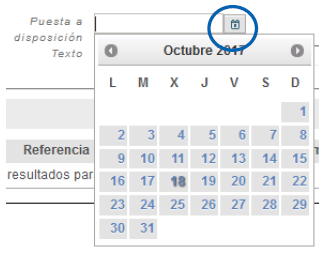 Puesta a
disposición
Texto
Octubre 2017
L M X J V S D
1
2 3 4 5 6 7 8
Referencia
9 10 11 12 13 14 15
resultados par
16 17 18 19 20 21 22
23 24 25 26 27 28 29
30 31